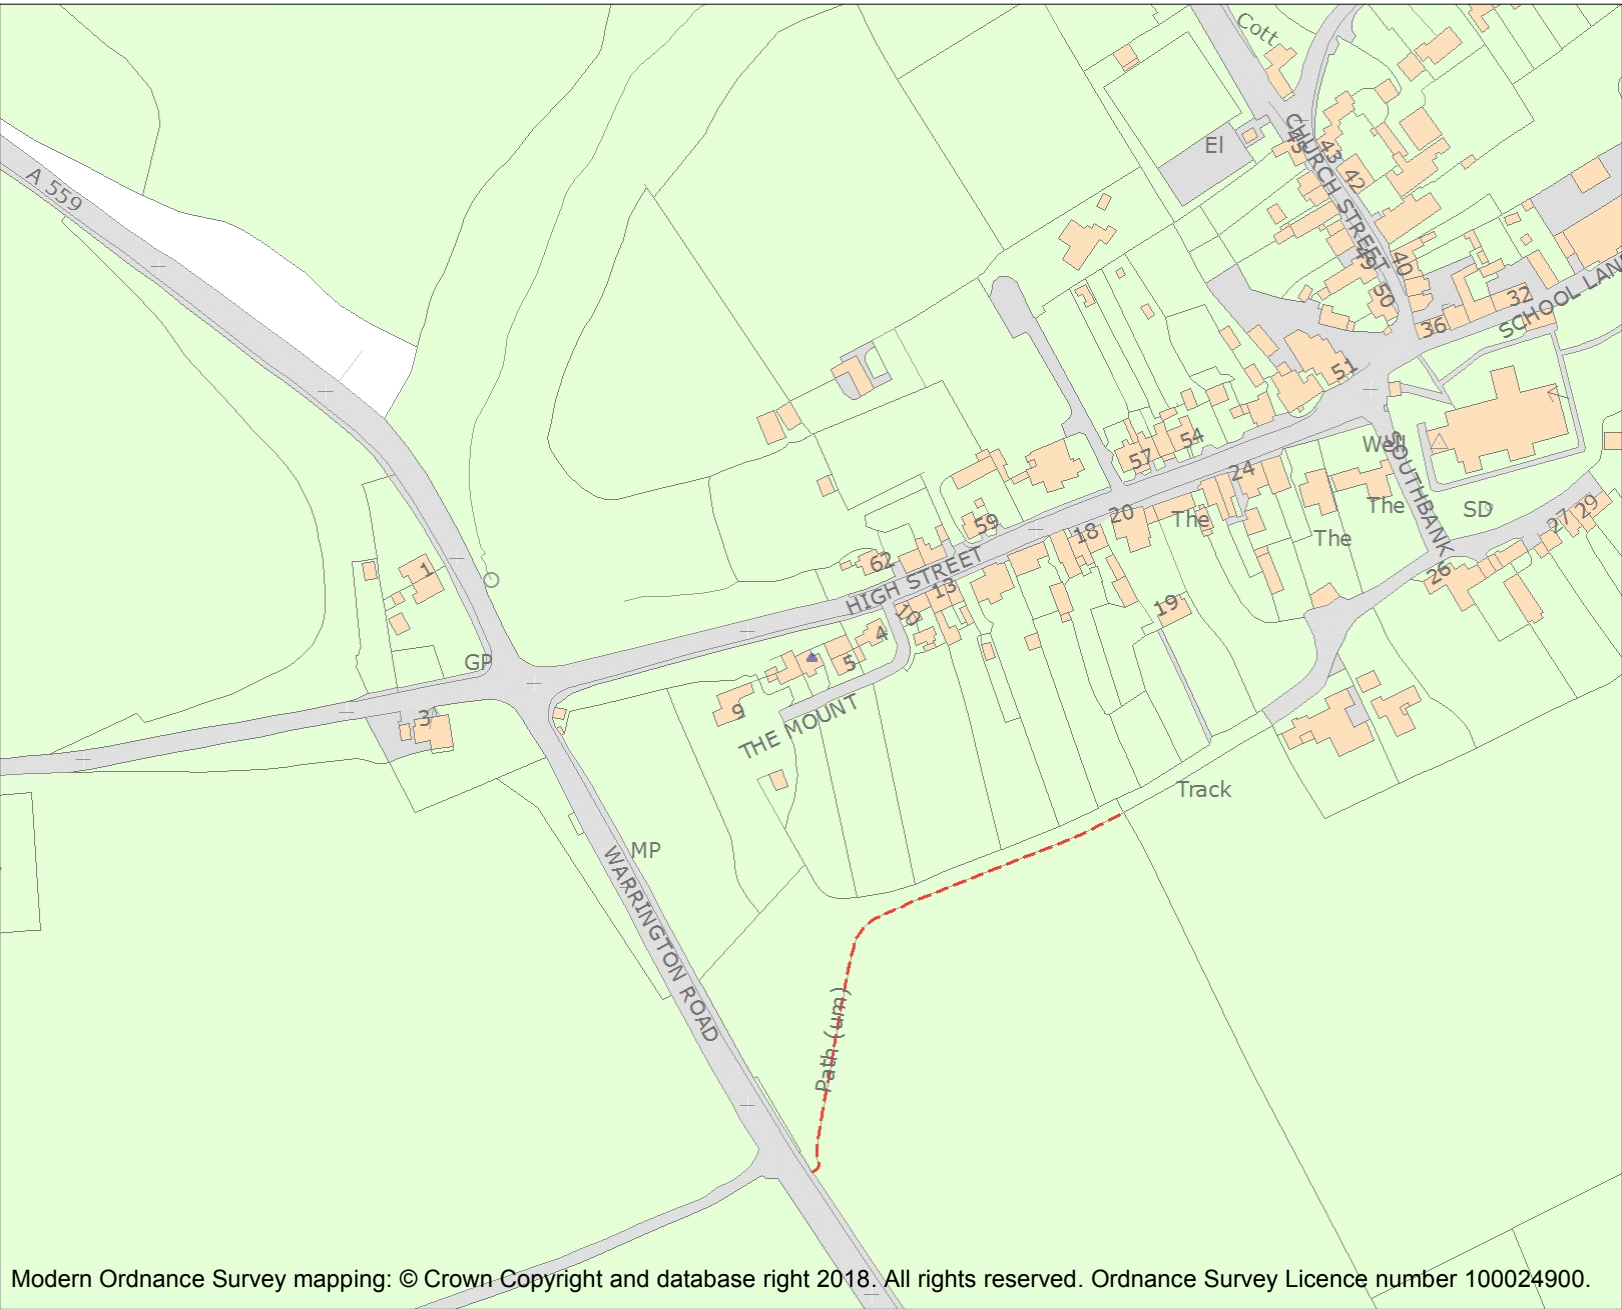 Cott
A 559
El
CHURCH STREET
45
43
42
49
40
50
32
36
SCHOOL LAN
51
54
57
Well
SOUTHBANK
24
The
The
The
SD
59
20
18
27
29
62
HIGH STREET
13
10
26
1
19
4
5
GP
9
3
THE MOUNT
Track
MP
WARRINGTON ROAD
Path (um)
Modern Ordnance Survey mapping: © Crown Copyright and database right 2018. All rights reserved. Ordnance Survey Licence number 100024900.